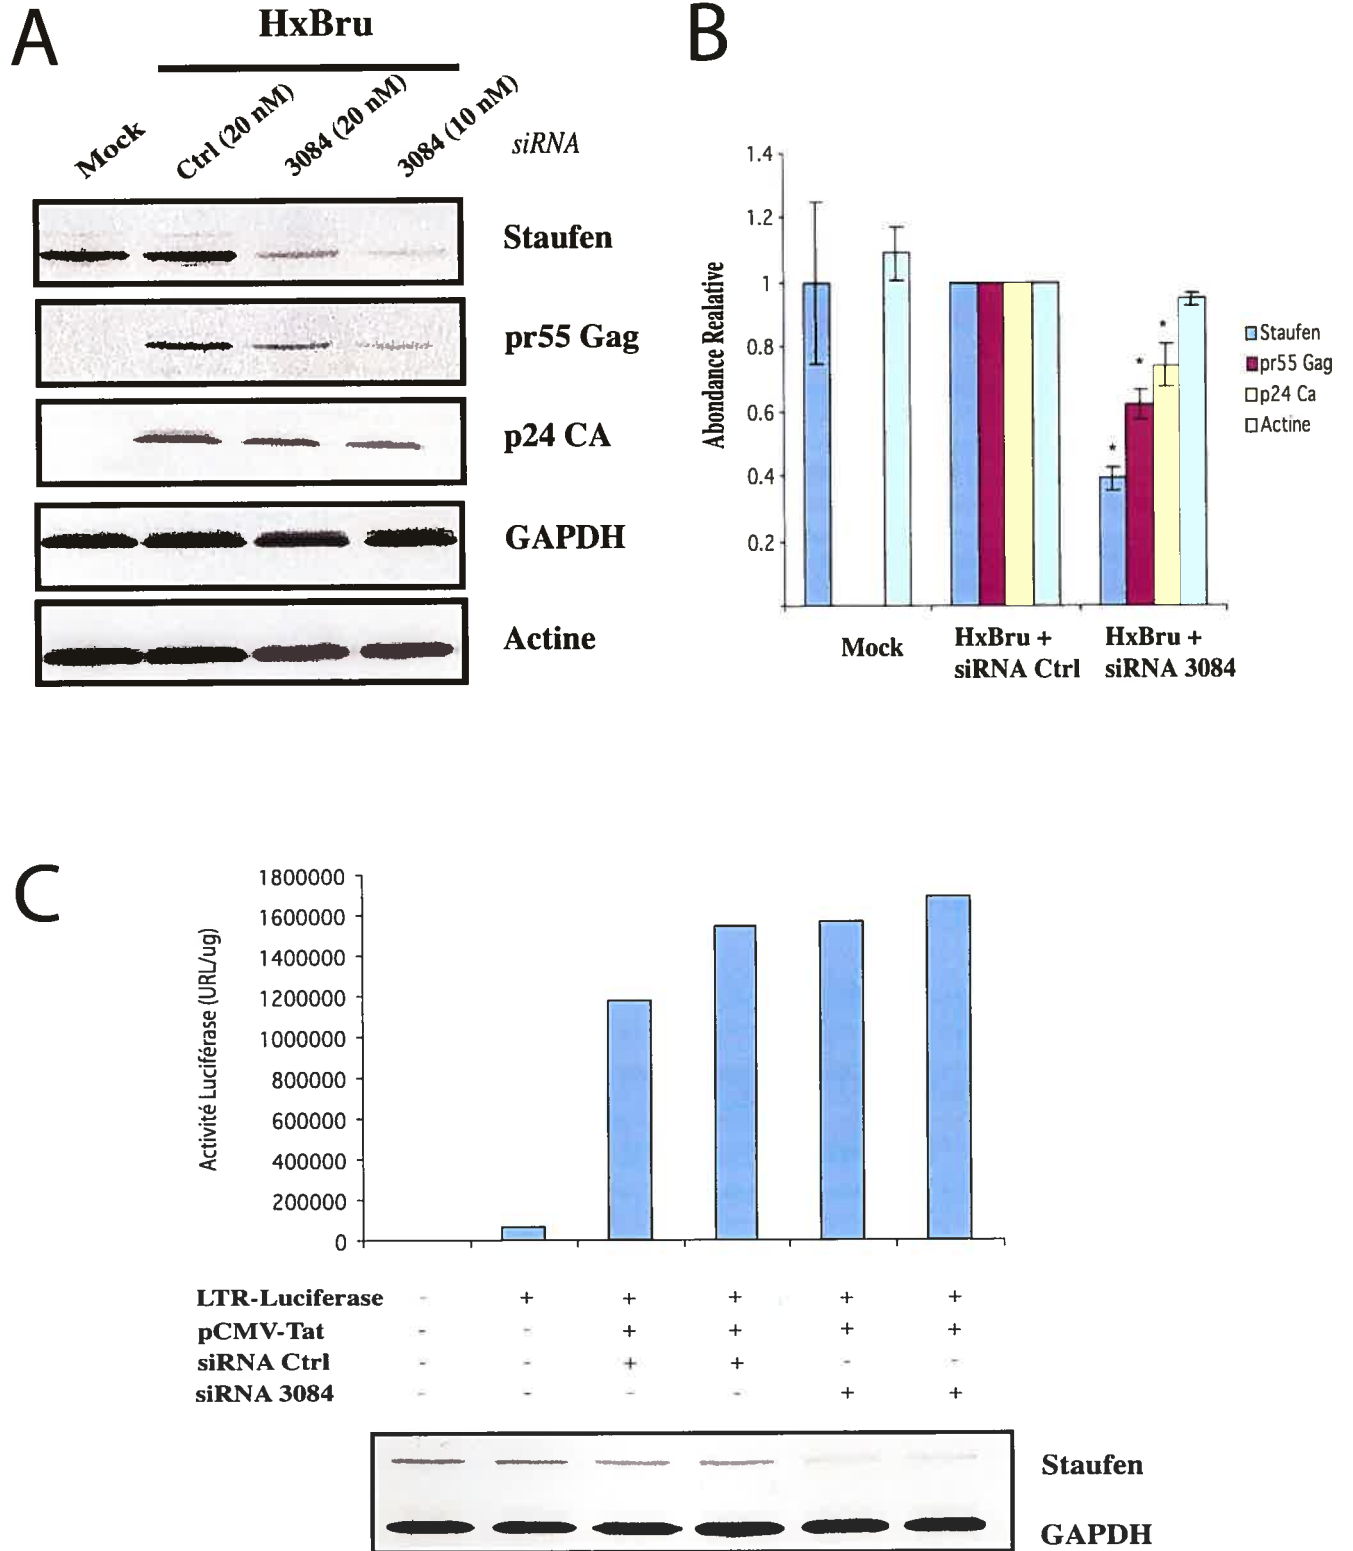 A
HxBru
Mock
Ctrl (20 nM)
3084 (20 nM)
3084 (10 nM)
siRNA
Staufen
pr55 Gag
p24 CA
GAPDH
Actine
B
1.4
1.2
1
0.8
0.6
0.4
0.2
Abondance Realative
*
*
*
Mock
HxBru +
siRNA Ctrl
HxBru +
siRNA 3084
Staufen
pr55 Gag
p24 Ca
Actine
C
1800000
1600000
1400000
1200000
1000000
800000
600000
400000
200000
0
Activité Luciférase (URL/ug)
LTR-Luciferase - + + + + +
pCMV-Tat - - + + + +
siRNA Ctrl - - + + - -
siRNA 3084 - - - - + +
Staufen
GAPDH